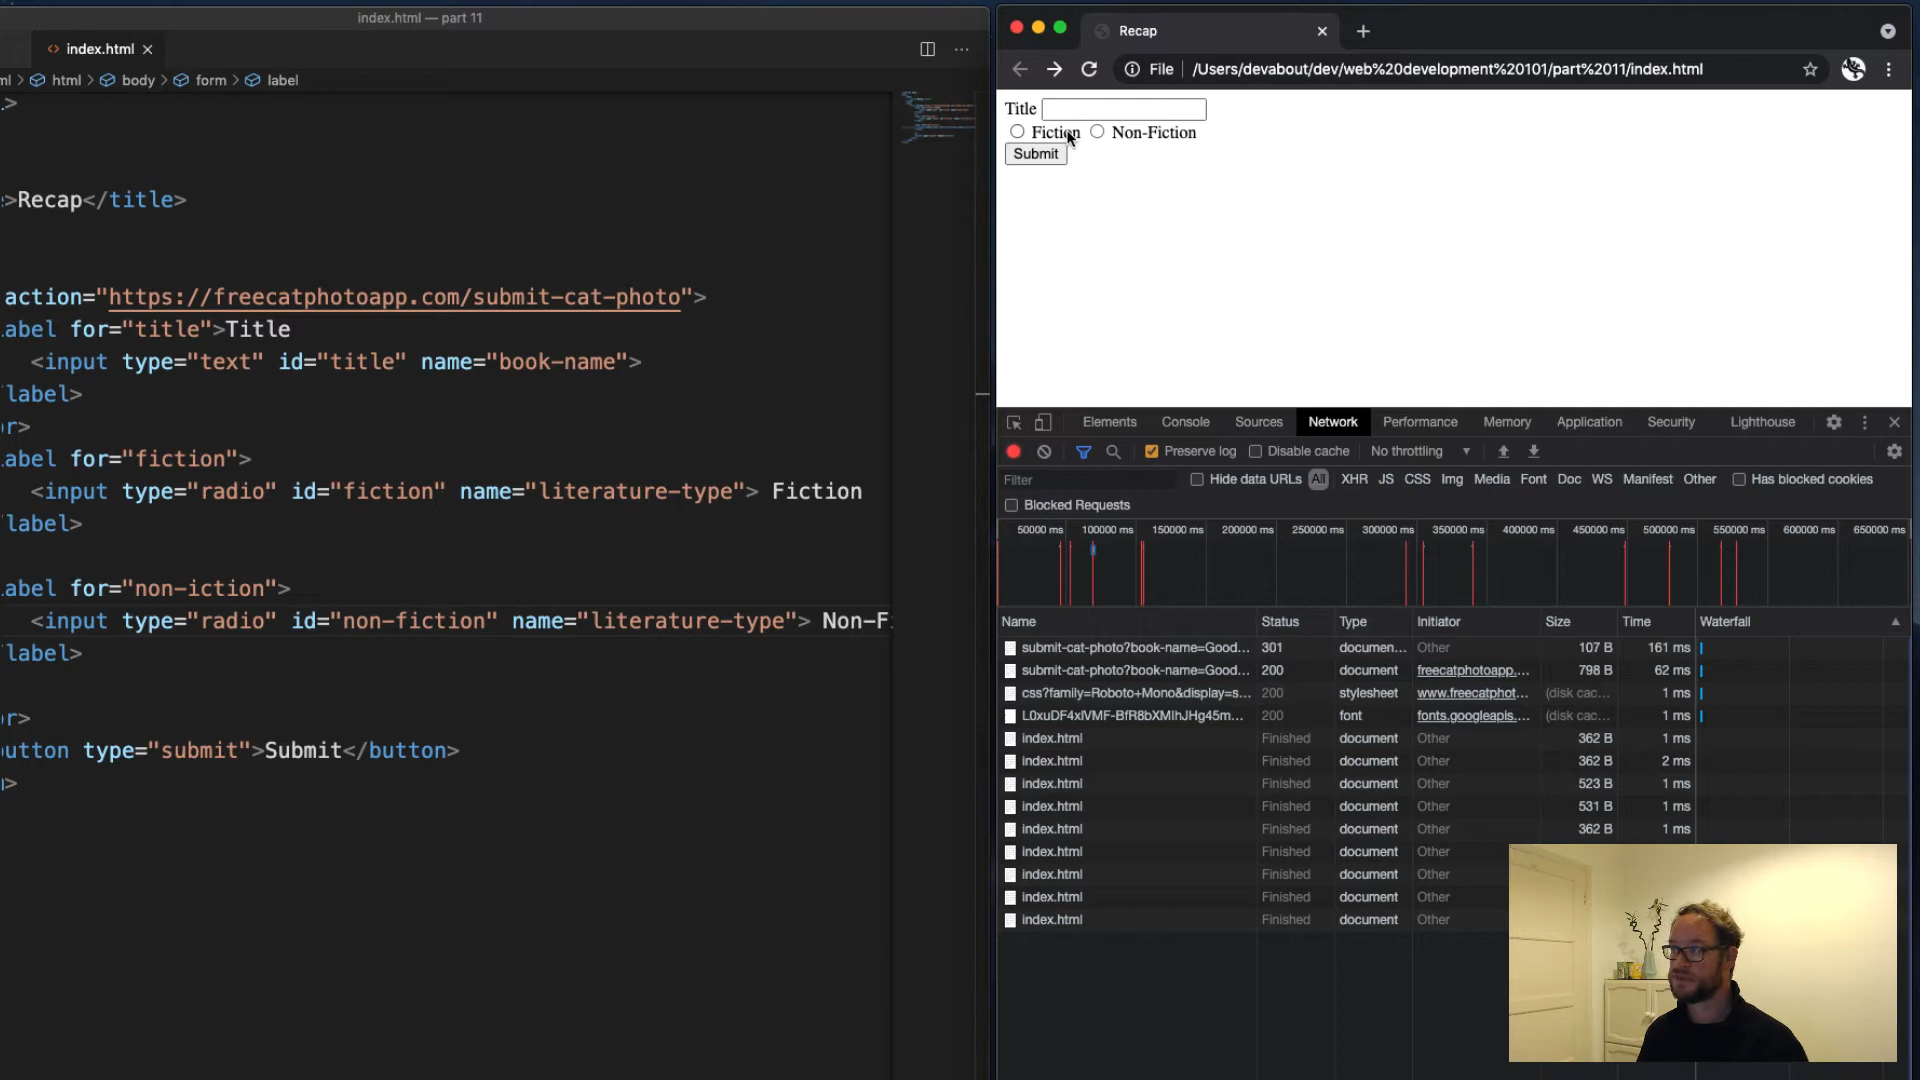 index.html — part 11
index.html
html
body
form
label
>Recap</title>
action="https://freecatphotoapp.com/submit-cat-photo">
abel for="title">Title
<input type="text" id="title" name="book-name">
label>
r>
abel for="fiction">
<input type="radio" id="fiction" name="literature-type"> Fiction
label>
abel for="non-iction">
<input type="radio" id="non-fiction" name="literature-type"> Non-F
label>
r>
utton type="submit">Submit</button>
>
Recap
File
/Users/devabout/dev/web%20development%20101/part%2011/index.html
Title
Fiction Non-Fiction
Submit
Elements Console Sources Network Performance Memory Application Security Lighthouse
Preserve log Disable cache No throttling
Filter Hide data URLs All XHR JS CSS Img Media Font Doc WS Manifest Other Has blocked cookies
Blocked Requests
50000 ms 100000 ms 150000 ms 200000 ms 250000 ms 300000 ms 350000 ms 400000 ms 450000 ms 500000 ms 550000 ms 600000 ms 650000 ms
Name Status Type Initiator Size Time Waterfall
submit-cat-photo?book-name=Good... 301 documen... Other 107 B 161 ms
submit-cat-photo?book-name=Good... 200 document freecatphotoapp.... 798 B 62 ms
css?family=Roboto+Mono&display=s... 200 stylesheet www.freecatphot... (disk cac... 1 ms
L0xuDF4xlVMF-BfR8bXMIhJHg45m... 200 font fonts.googleapis.... (disk cac... 1 ms
index.html Finished document Other 362 B 1 ms
index.html Finished document Other 362 B 2 ms
index.html Finished document Other 523 B 1 ms
index.html Finished document Other 531 B 1 ms
index.html Finished document Other 362 B 1 ms
index.html Finished document Other
index.html Finished document Other
index.html Finished document Other
index.html Finished document Other